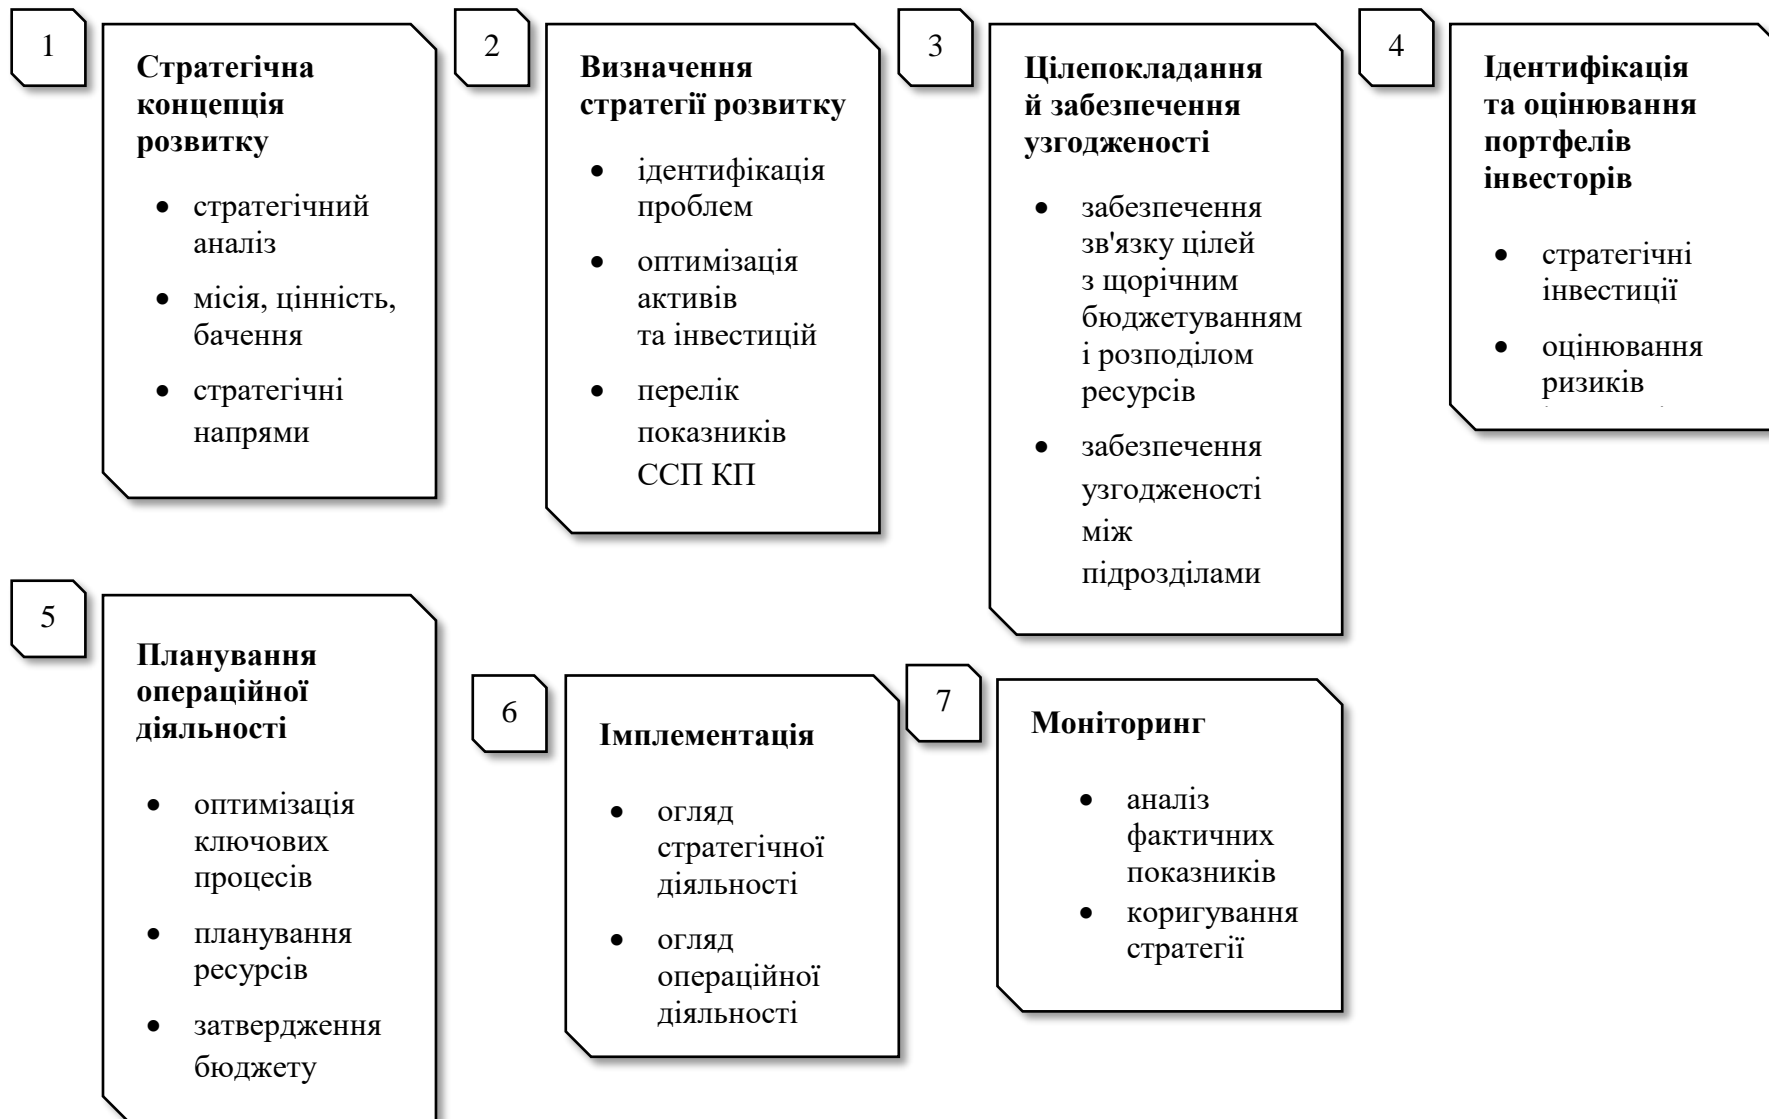 1
Стратегічна
концепція
розвитку
стратегічний
аналіз
місія, цінність,
бачення
стратегічні
напрями
2
Визначення
стратегії розвитку
ідентифікація
проблем
оптимізація
активів
та інвестицій
перелік
показників
ССП КП
3
Цілепокладання
й забезпечення
узгодженості
забезпечення
зв'язку цілей
з щорічним
бюджетуванням
і розподілом
ресурсів
забезпечення
узгодженості
між
підрозділами
4
Ідентифікація
та оцінювання
портфелів
інвесторів
стратегічні
інвестиції
оцінювання
ризиків
5
Планування
операційної
діяльності
оптимізація
ключових
процесів
планування
ресурсів
затвердження
бюджету
6
Імплементація
огляд
стратегічної
діяльності
огляд
операційної
діяльності
7
Моніторинг
аналіз
фактичних
показників
коригування
стратегії